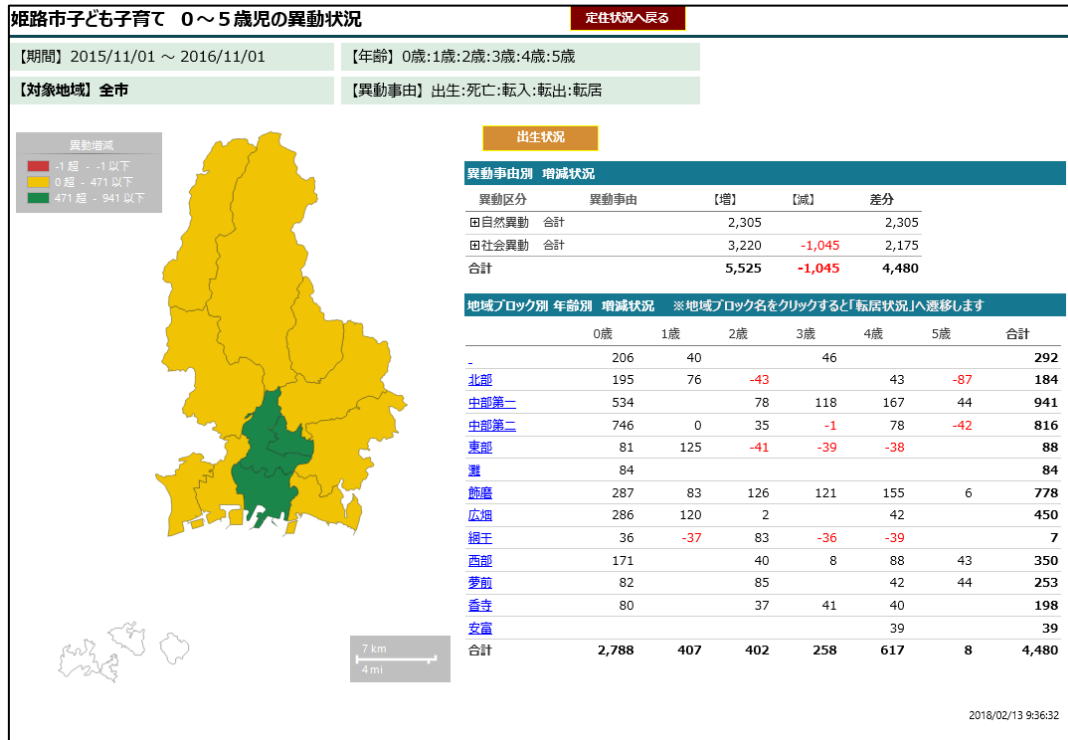 姫路市子ども子育て 0～5歳児の異動状況
定住状況へ戻る
【期間】2015/11/01 ～ 2016/11/01
【年齢】0歳:1歳:2歳:3歳:4歳:5歳
【対象地域】全市
【異動事由】出生:死亡:転入:転出:転居
異動増減
-1 超 - -1 以下
0 超 - 471 以下
471 超 - 941 以下
出生状況
異動事由別 増減状況
異動区分 異動事由 【増】 【減】 差分
⊞自然異動 合計 2,305 2,305
⊞社会異動 合計 3,220 -1,045 2,175
合計 5,525 -1,045 4,480
地域ブロック別 年齢別 増減状況 ※地域ブロック名をクリックすると「転居状況」へ遷移します
0歳 1歳 2歳 3歳 4歳 5歳 合計
- 206 40 46 292
北部 195 76 -43 43 -87 184
中部第一 534 78 118 167 44 941
中部第二 746 0 35 -1 78 -42 816
東部 81 125 -41 -39 -38 88
灘 84 84
飾磨 287 83 126 121 155 6 778
広畑 286 120 2 42 450
網干 36 -37 83 -36 -39 7
西部 171 40 8 88 43 350
夢前 82 85 42 44 253
香寺 80 37 41 40 198
安富 39 39
合計 2,788 407 402 258 617 8 4,480
7 km
4 mi
2018/02/13 9:36:32